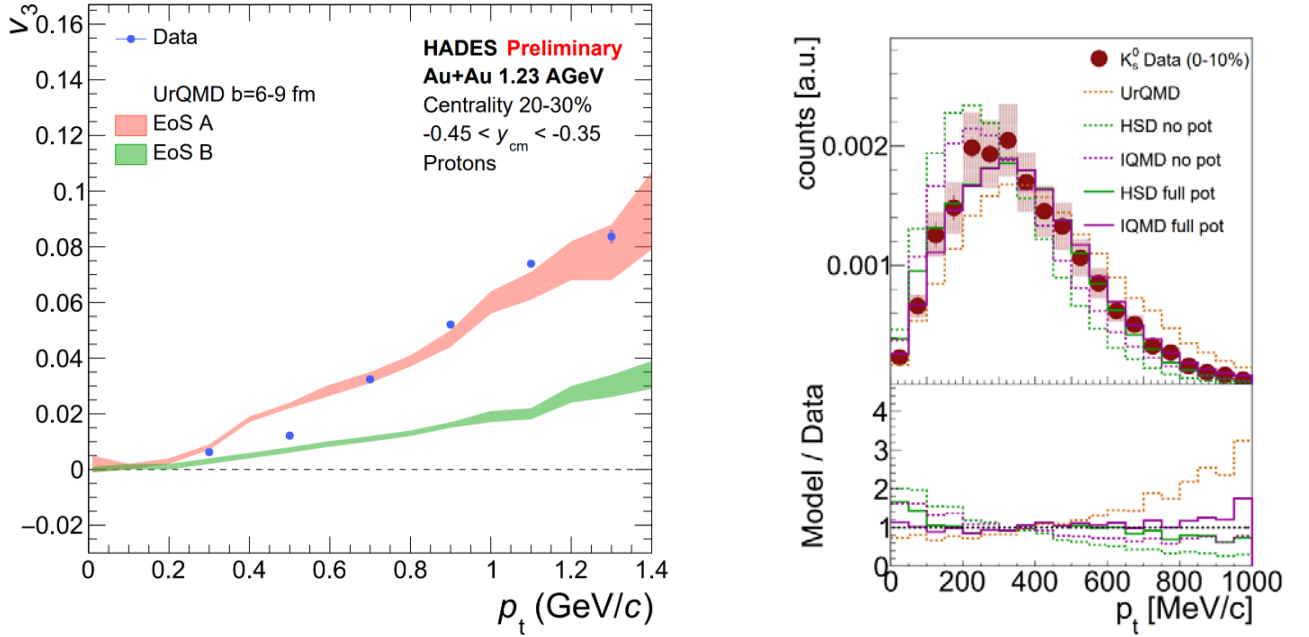 v₃
0.16
0.14
0.12
0.1
0.08
0.06
0.04
0.02
0
−0.02
Data
UrQMD b=6-9 fm
EoS A
EoS B
HADES Preliminary
Au+Au 1.23 AGeV
Centrality 20-30%
-0.45 < y_cm < -0.35
Protons
0 0.2 0.4 0.6 0.8 1 1.2 1.4
p_t (GeV/c)
counts [a.u.]
0.002
0.001
K⁰_s Data (0-10%)
UrQMD
HSD no pot
IQMD no pot
HSD full pot
IQMD full pot
Model / Data
4
3
2
1
0
0 200 400 600 800 1000
p_t [MeV/c]